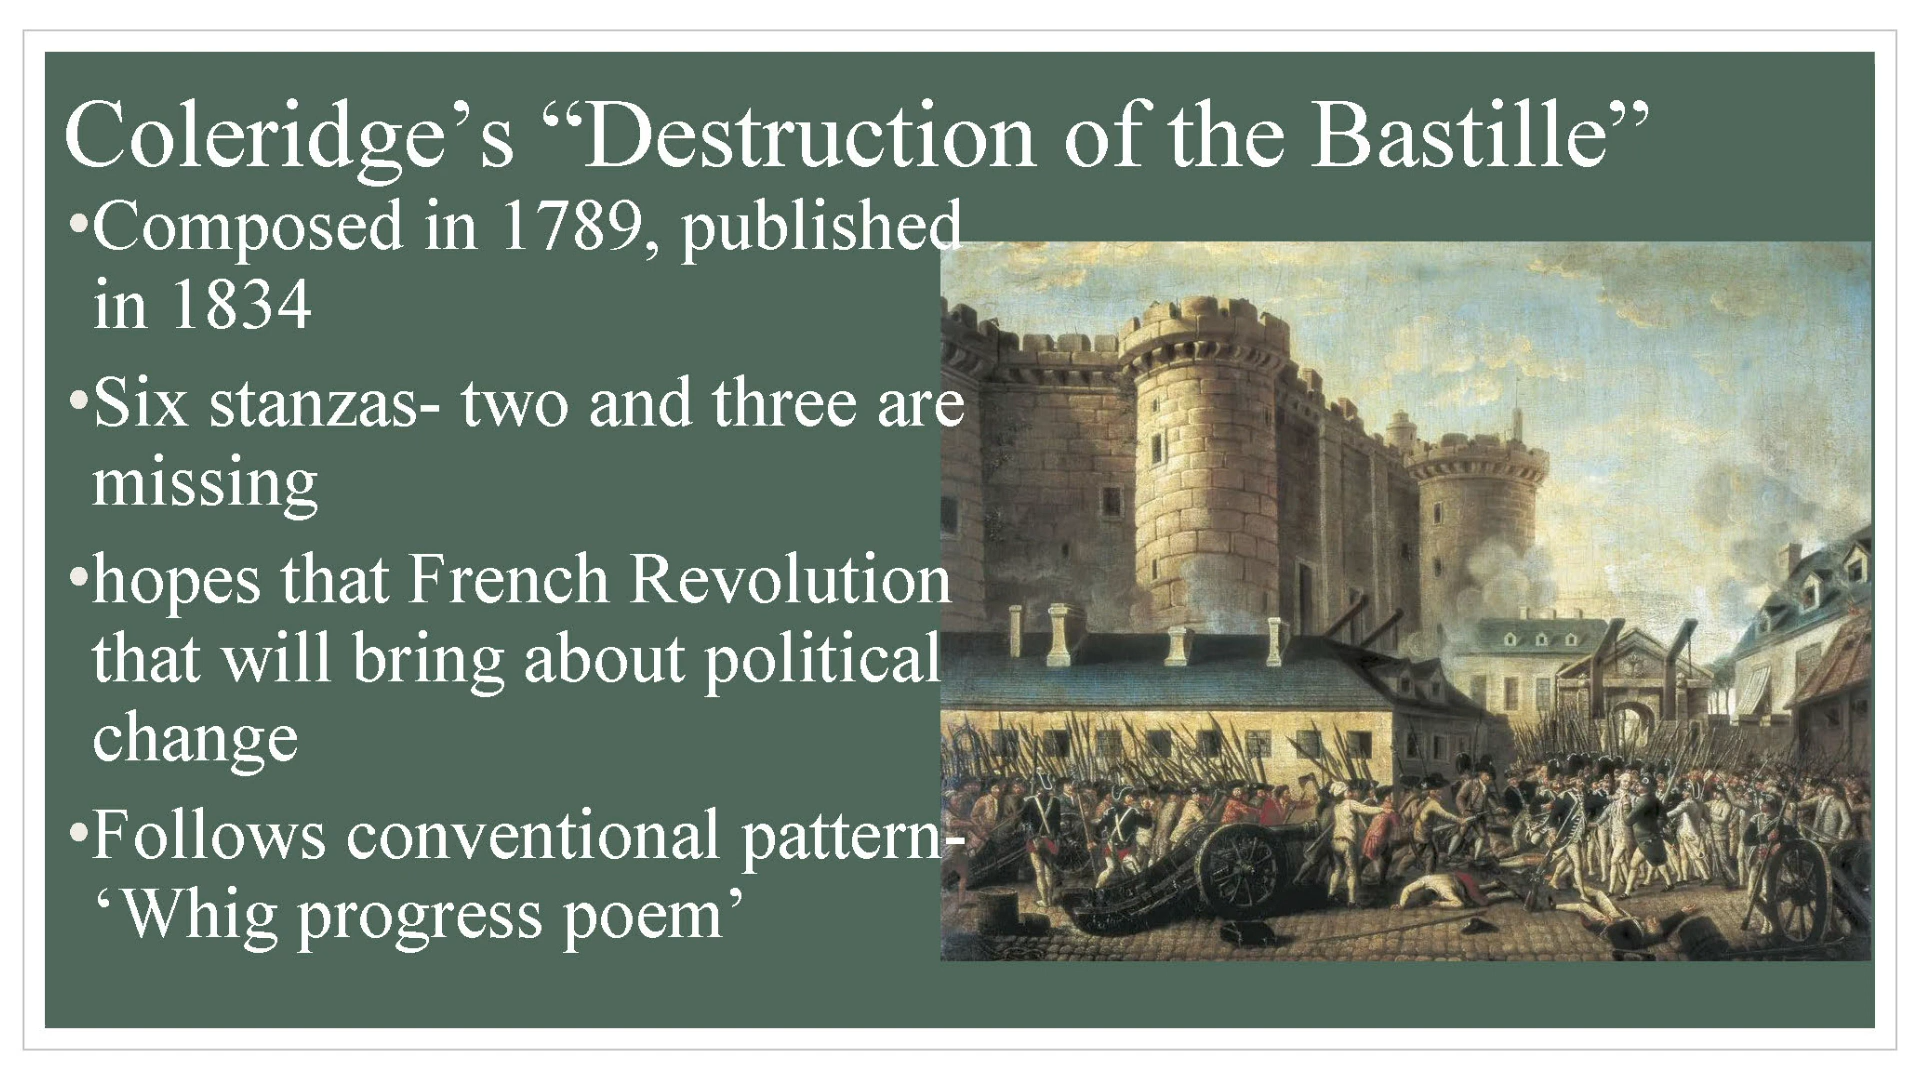 Coleridge’s “Destruction of the Bastille”
•Composed in 1789, published
in 1834
•Six stanzas- two and three are
missing
•hopes that French Revolution
that will bring about political
change
•Follows conventional pattern-
‘Whig progress poem’